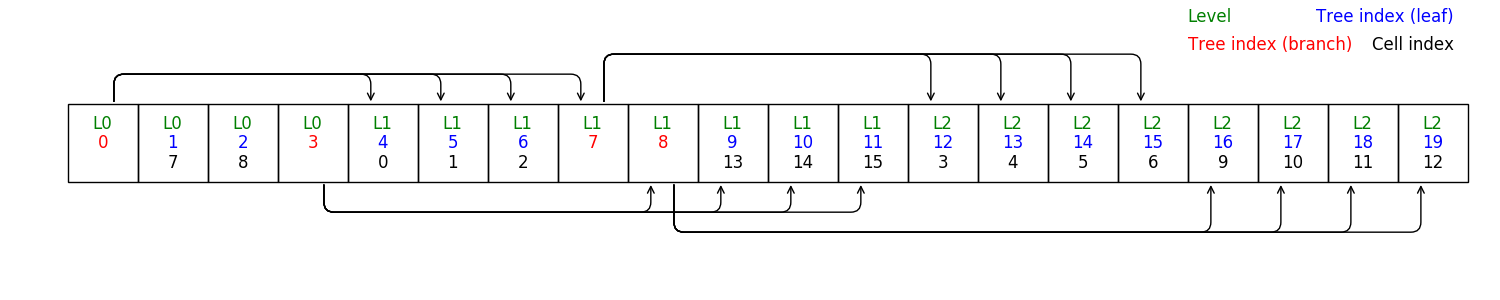 Level Tree index (leaf)
Tree index (branch) Cell index
L0 L0 L0 L0 L1 L1 L1 L1 L1 L1 L1 L1 L2 L2 L2 L2 L2 L2 L2 L2
0 1 2 3 4 5 6 7 8 9 10 11 12 13 14 15 16 17 18 19
7 8 0 1 2 13 14 15 3 4 5 6 9 10 11 12